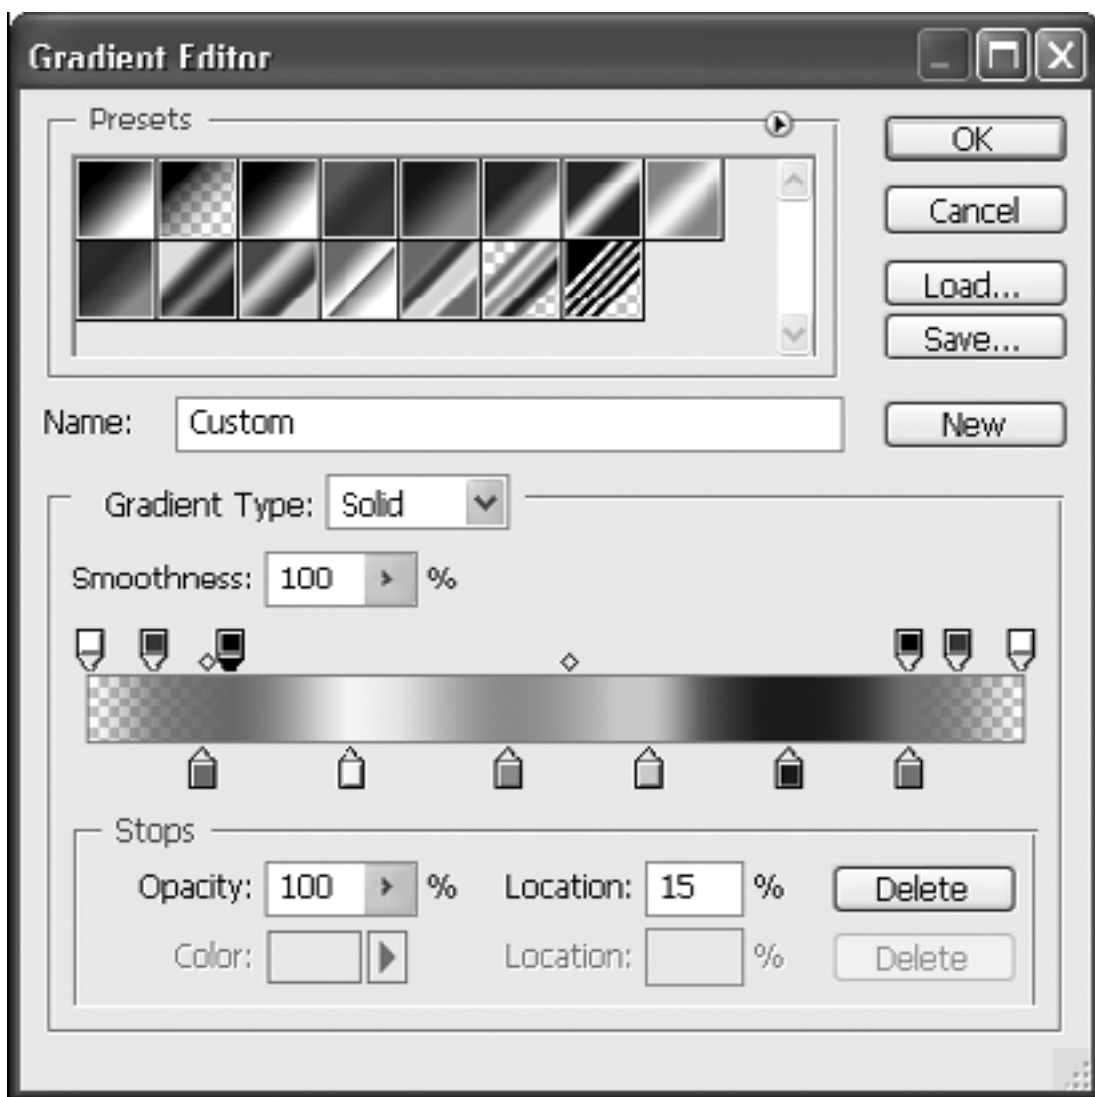 Gradient Editor
Presets
OK
Cancel
Load...
Save...
Name: Custom
New
Gradient Type: Solid
Smoothness: 100 %
Stops
Opacity: 100 % Location: 15 % Delete
Color: Location: % Delete